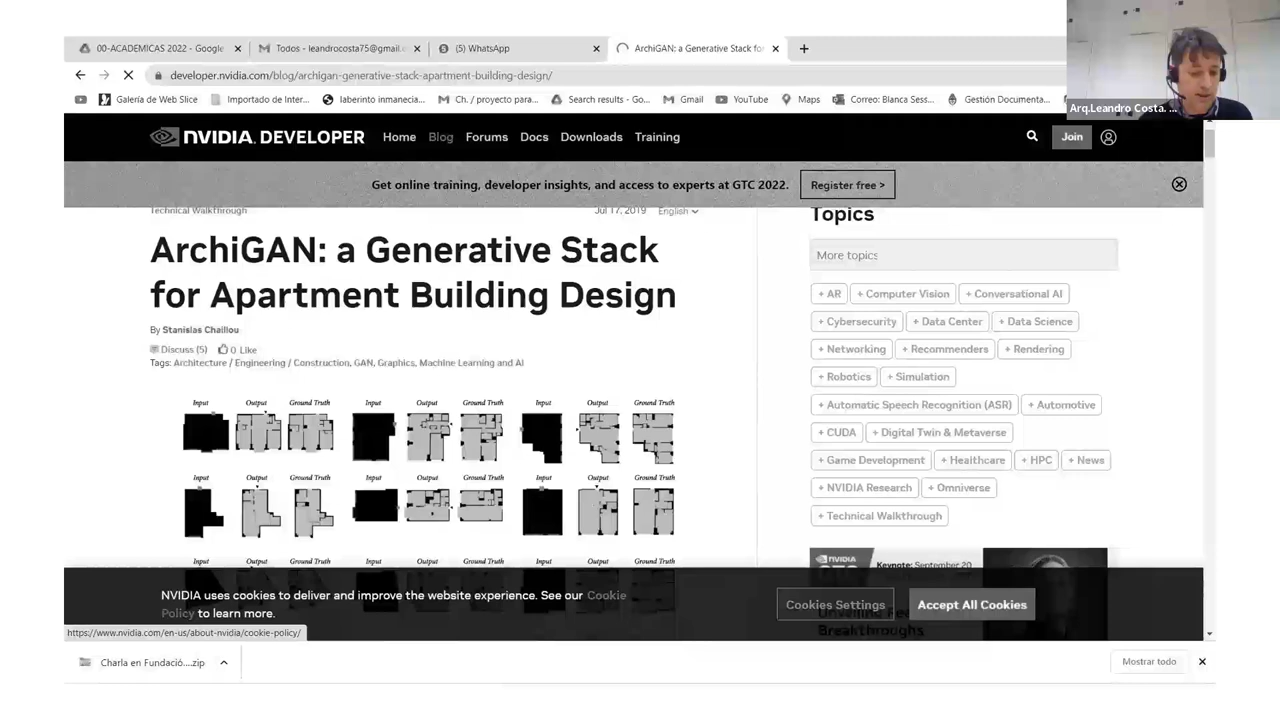 00-ACADEMICAS 2022 - Google
Todos - leandrocosta75@gmail.c
(5) WhatsApp
ArchiGAN: a Generative Stack fo
developer.nvidia.com/blog/archigan-generative-stack-apartment-building-design/
Galería de Web Slice
Importado de Inter...
laberinto inmanecia...
Ch. / proyecto para...
Search results - Go...
Gmail
YouTube
Maps
Correo: Blanca Sess...
Gestión Documenta...
Arq.Leandro Costa. ...
NVIDIA. DEVELOPER
Home
Blog
Forums
Docs
Downloads
Training
Join
Get online training, developer insights, and access to experts at GTC 2022.
Register free >
Technical Walkthrough
Jul 17, 2019
English
ArchiGAN: a Generative Stack
for Apartment Building Design
By Stanislas Chaillou
Discuss (5)
0 Like
Tags: Architecture / Engineering / Construction, GAN, Graphics, Machine Learning and AI
Input Output Ground Truth Input Output Ground Truth Input Output Ground Truth
Input Output Ground Truth Input Output Ground Truth Input Output Ground Truth
Input Output Ground Truth Input Output Ground Truth Input Output Ground Truth
Topics
More topics
+ AR + Computer Vision + Conversational AI
+ Cybersecurity + Data Center + Data Science
+ Networking + Recommenders + Rendering
+ Robotics + Simulation
+ Automatic Speech Recognition (ASR) + Automotive
+ CUDA + Digital Twin & Metaverse
+ Game Development + Healthcare + HPC + News
+ NVIDIA Research + Omniverse
+ Technical Walkthrough
NVIDIA
Keynote: September 20
Breakthroughs
NVIDIA uses cookies to deliver and improve the website experience. See our Cookie
Policy to learn more.
Cookies Settings
Accept All Cookies
https://www.nvidia.com/en-us/about-nvidia/cookie-policy/
Charla en Fundació....zip
Mostrar todo